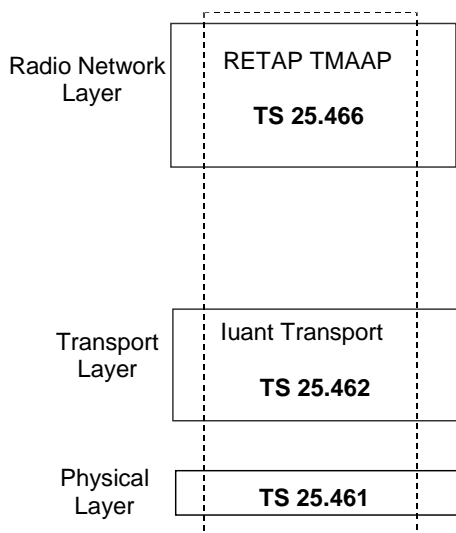 Radio Network
Layer
RETAP TMAAP
TS 25.466
Transport
Layer
Iuant Transport
TS 25.462
Physical
Layer
TS 25.461